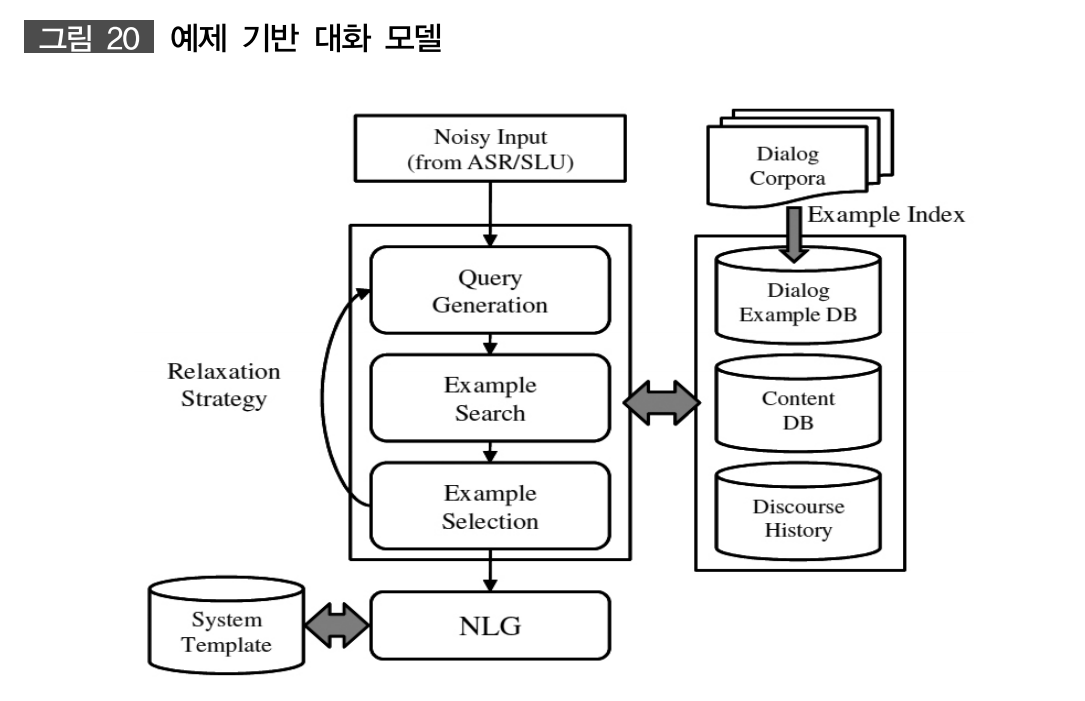 그림 20 예제 기반 대화 모델
Noisy Input
(from ASR/SLU)
Dialog
Corpora
Example Index
Query
Generation
Dialog
Example DB
Relaxation
Strategy
Example
Search
Content
DB
Example
Selection
Discourse
History
System
Template
NLG